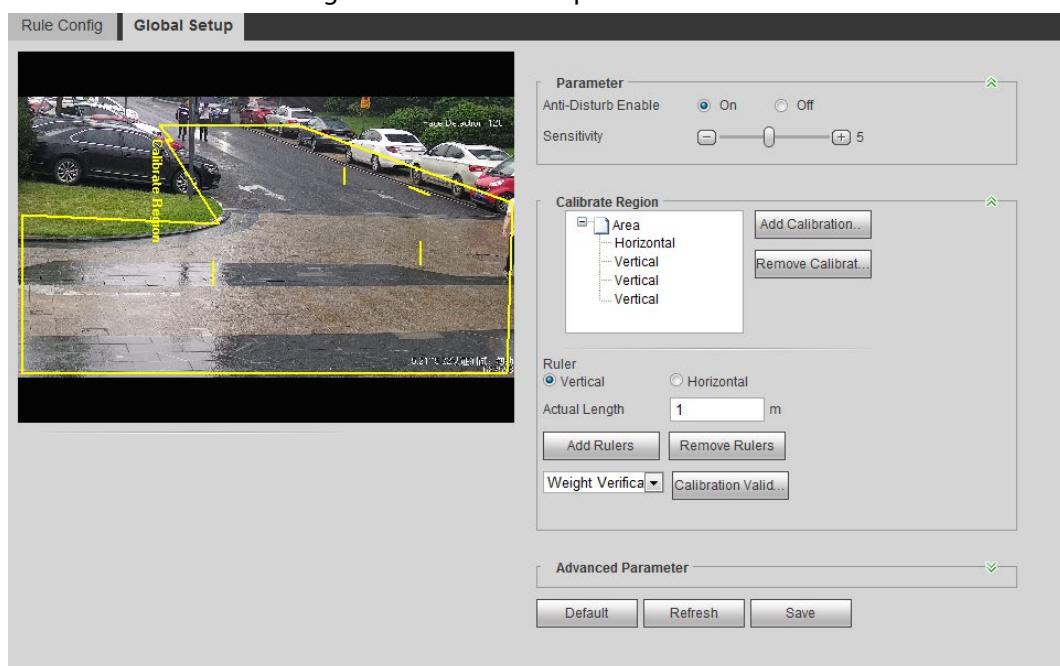 Rule Config
Global Setup
Calibrate Region
Parameter
Anti-Disturb Enable
On
Off
Sensitivity
5
Calibrate Region
Area
Horizontal
Vertical
Vertical
Vertical
Add Calibration..
Remove Calibrat...
Ruler
Vertical
Horizontal
Actual Length
1
m
Add Rulers
Remove Rulers
Weight Verifica
Calibration Valid...
Advanced Parameter
Default
Refresh
Save